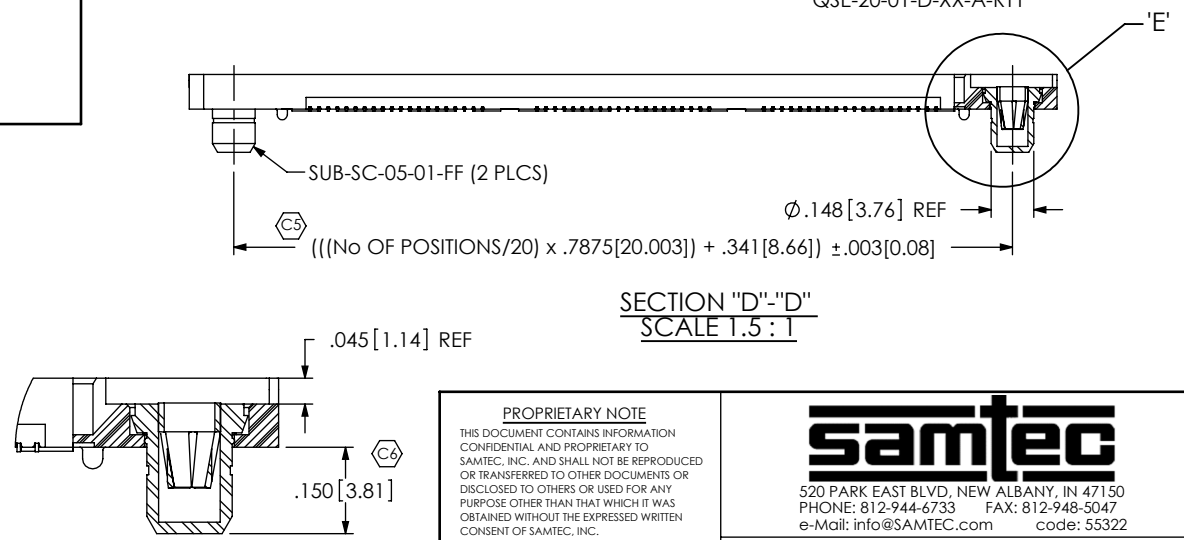 'E'
SUB-SC-05-01-FF (2 PLCS)
Ø.148[3.76] REF
C5
(((No OF POSITIONS/20) x .7875[20.003]) + .341[8.66]) ±.003[0.08]
SECTION "D"-"D"
SCALE 1.5 : 1
.045[1.14] REF
C6
.150[3.81]
PROPRIETARY NOTE
THIS DOCUMENT CONTAINS INFORMATION
CONFIDENTIAL AND PROPRIETARY TO
SAMTEC, INC. AND SHALL NOT BE REPRODUCED
OR TRANSFERRED TO OTHER DOCUMENTS OR
DISCLOSED TO OTHERS OR USED FOR ANY
PURPOSE OTHER THAN THAT WHICH IT WAS
OBTAINED WITHOUT THE EXPRESSED WRITTEN
CONSENT OF SAMTEC, INC.
samtec
520 PARK EAST BLVD, NEW ALBANY, IN 47150
PHONE: 812-944-6733 FAX: 812-948-5047
e-Mail: info@SAMTEC.com code: 55322